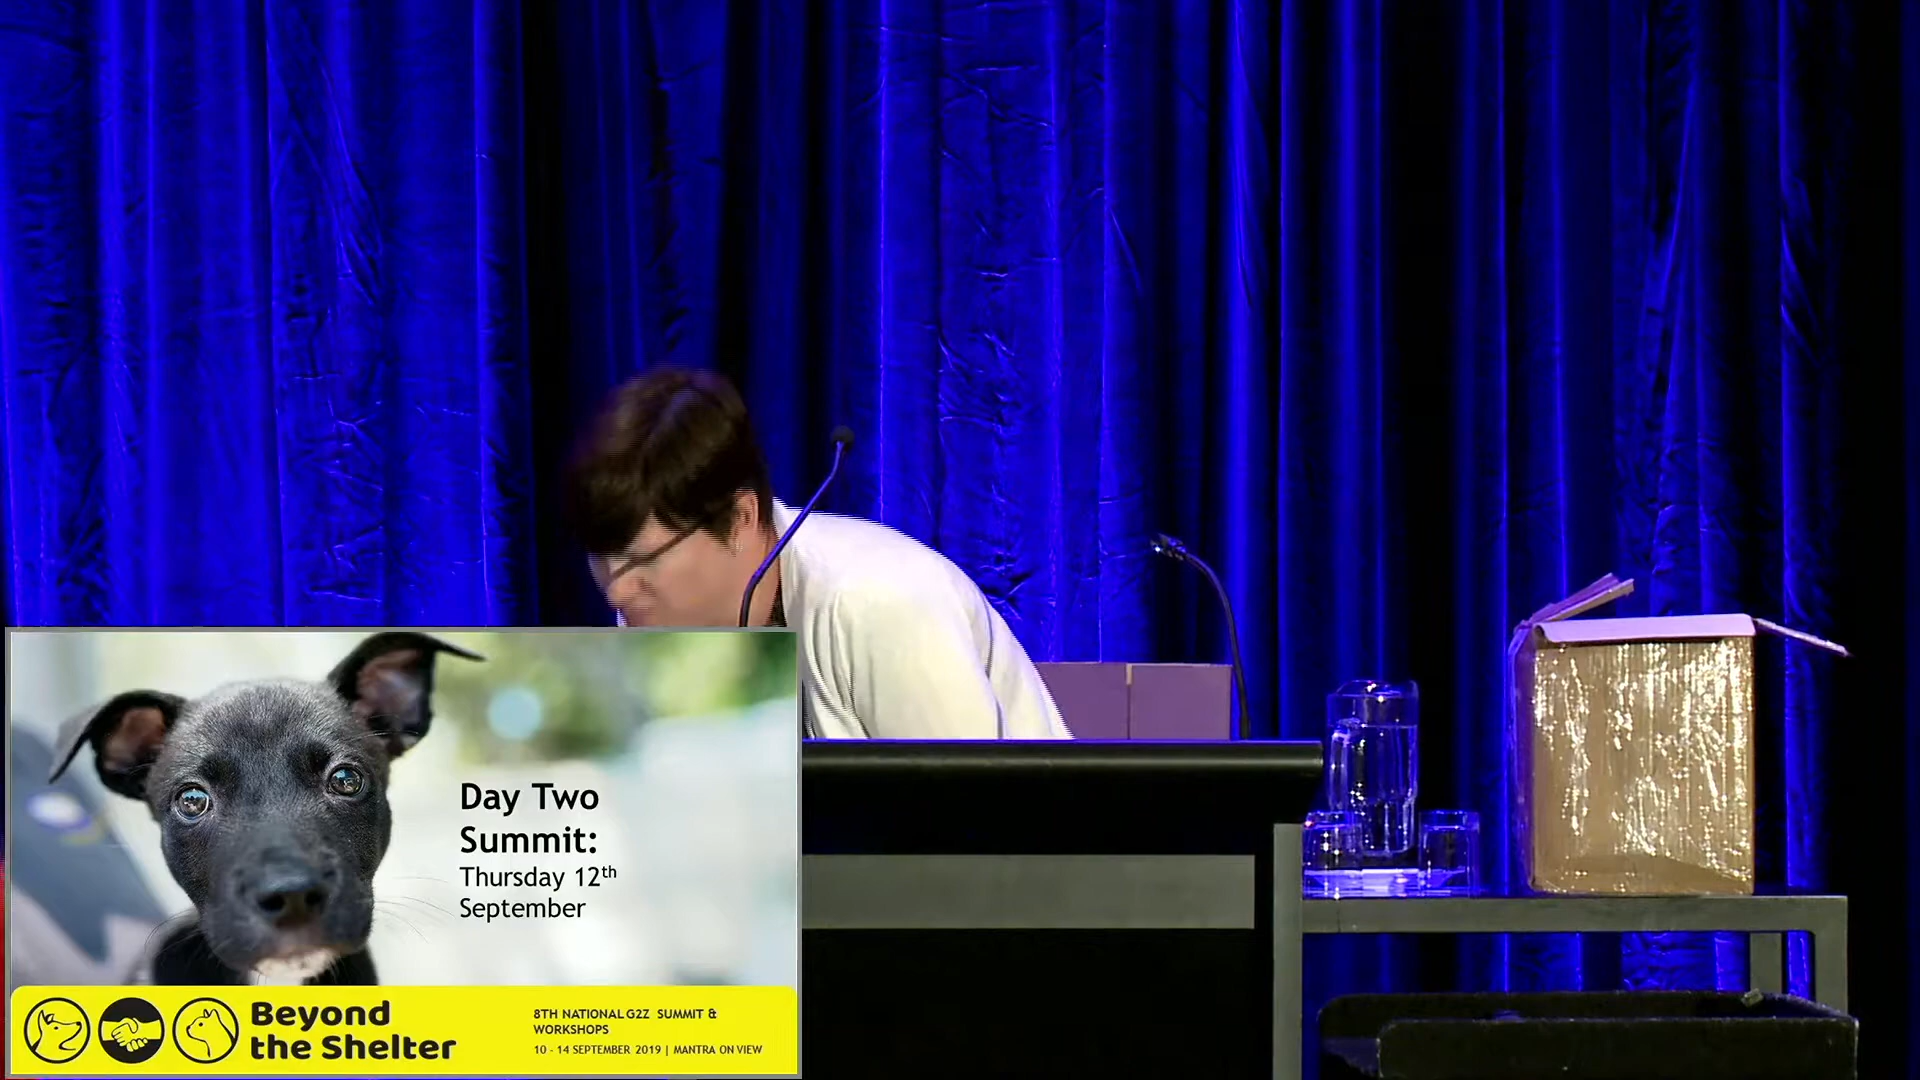 Day Two
Summit:
Thursday 12th
September
Beyond
the Shelter
8TH NATIONAL G2Z SUMMIT &
WORKSHOPS
10 - 14 SEPTEMBER 2019 | MANTRA ON VIEW